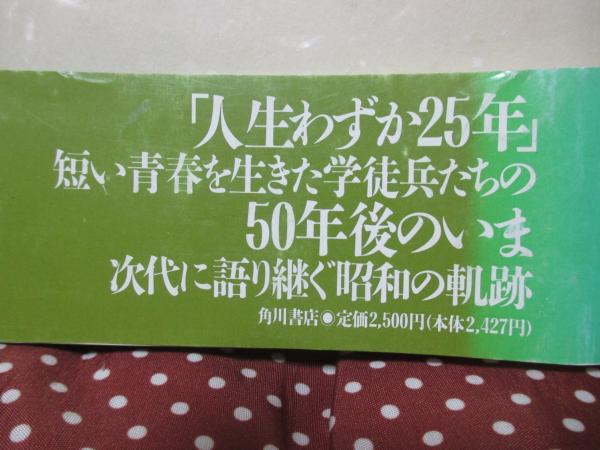 「人生わずか25年」
短い青春を生きた学徒兵たちの
50年後のいま
次代に語り継ぐ昭和の軌跡
角川書店◉定価2,500円(本体2,427円)